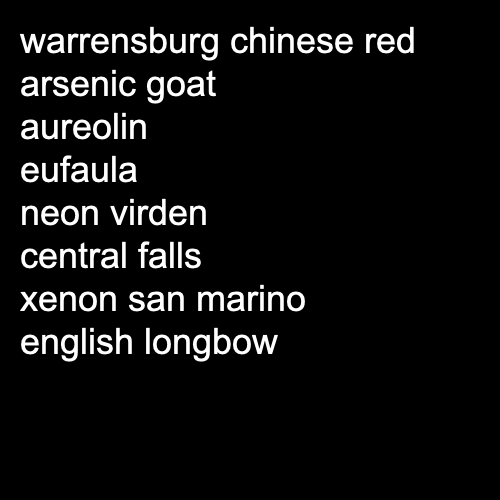 warrensburg chinese red
arsenic goat
aureolin
eufaula
neon virden
central falls
xenon san marino
english longbow